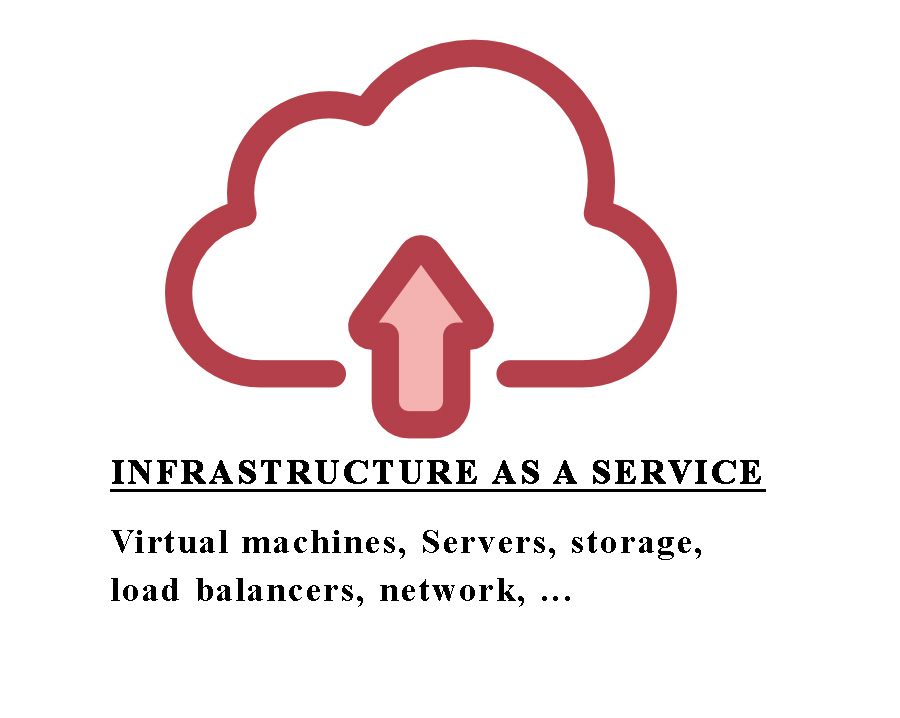 INFRASTRUCTURE AS A SERVICE
Virtual machines, Servers, storage,
load balancers, network, ...